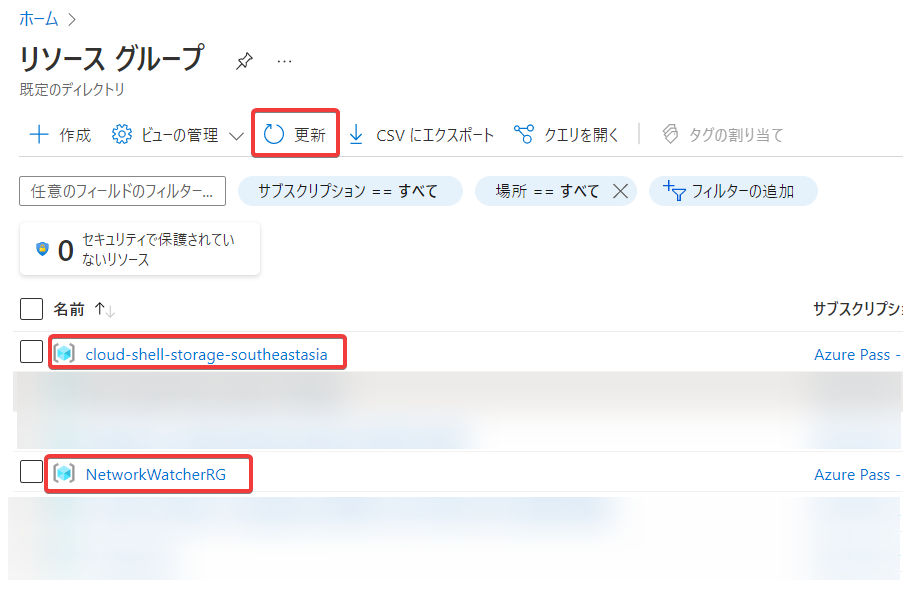 ホーム >
リソース グループ ...
既定のディレクトリ
+ 作成 ビューの管理 更新 CSV にエクスポート クエリを開く タグの割り当て
任意のフィールドのフィルター... サブスクリプション == すべて 場所 == すべて フィルターの追加
0 セキュリティで保護されてい
ないリソース
名前 ↑↓ サブスクリプシ
cloud-shell-storage-southeastasia Azure Pass -
NetworkWatcherRG Azure Pass -